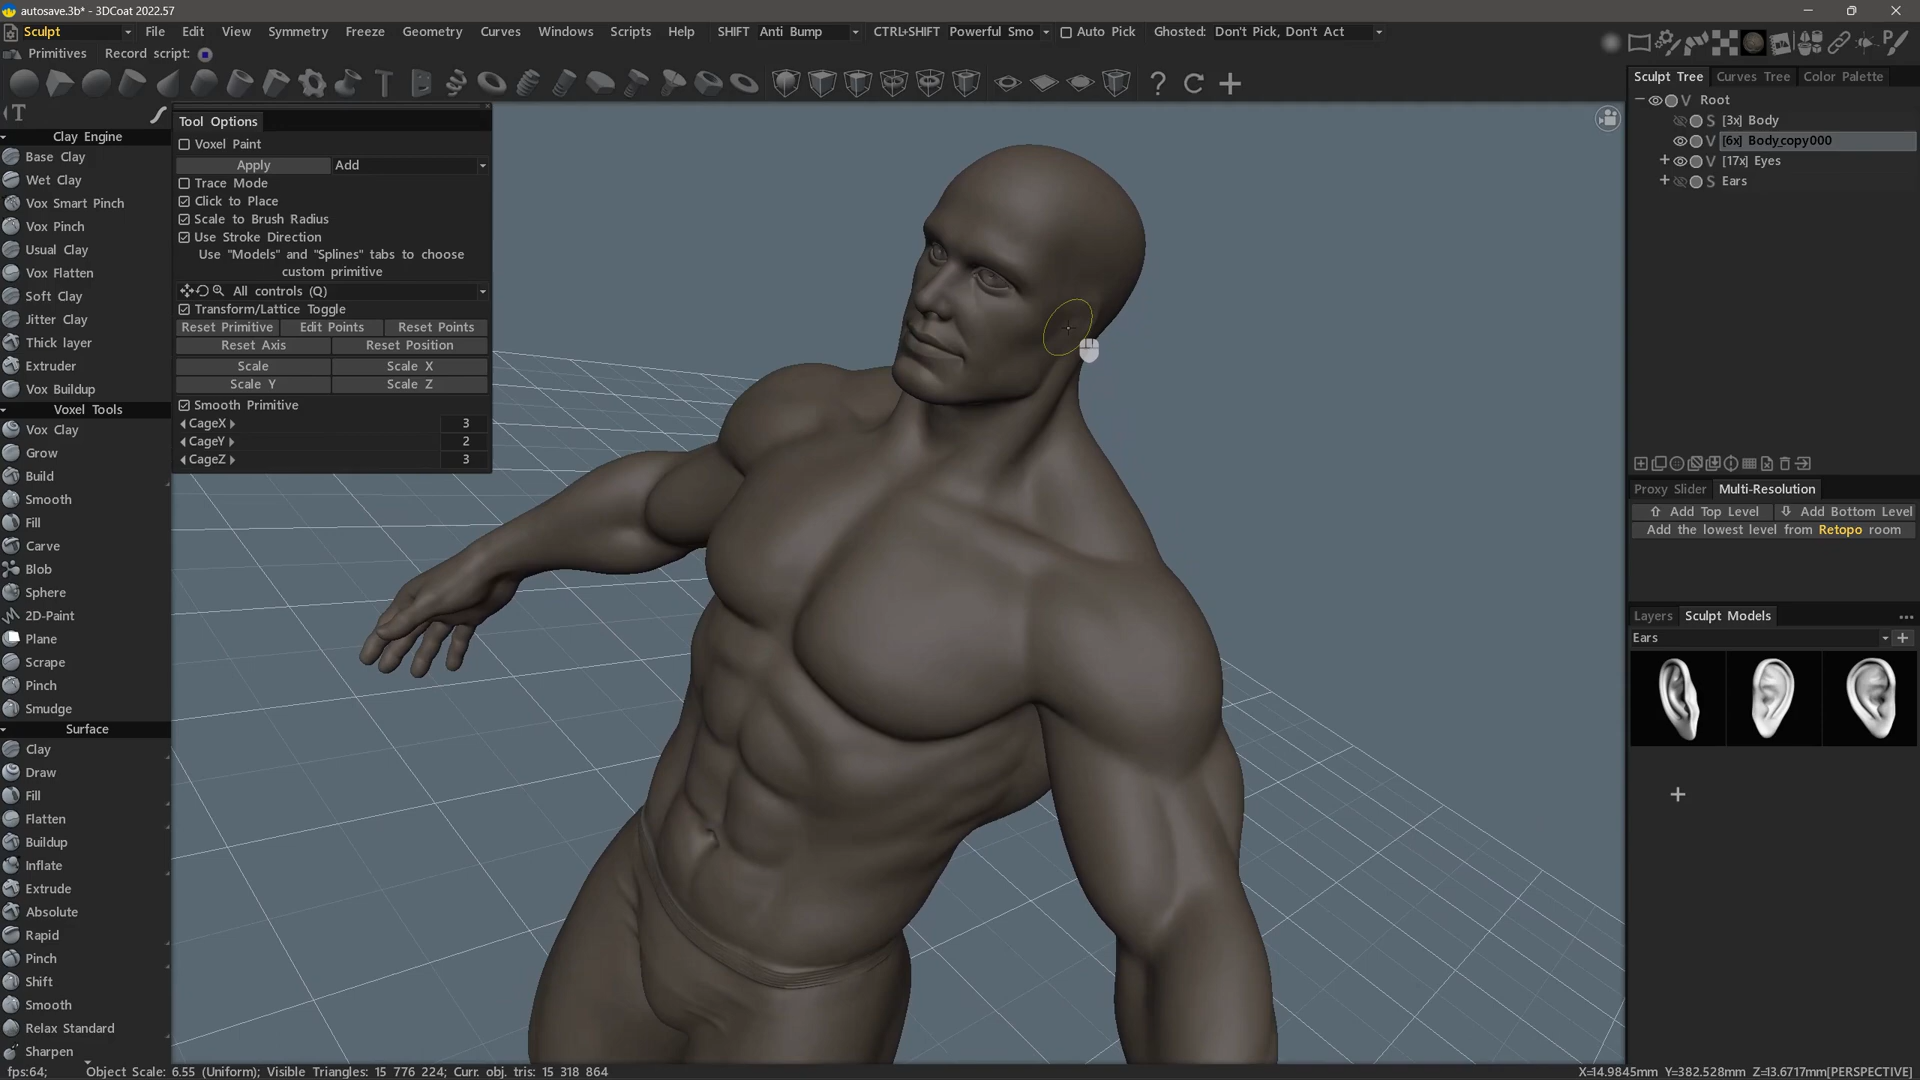 autosave.3b* - 3DCoat 2022.57
Sculpt File Edit View Symmetry Freeze Geometry Curves Windows Scripts Help SHIFT Anti Bump CTRL+SHIFT Powerful Smo Auto Pick Ghosted: Don't Pick, Don't Act
Primitives Record script:
T
Clay Engine
Base Clay
Wet Clay
Vox Smart Pinch
Vox Pinch
Usual Clay
Vox Flatten
Soft Clay
Jitter Clay
Thick layer
Extruder
Vox Buildup
Voxel Tools
Vox Clay
Grow
Build
Smooth
Fill
Carve
Blob
Sphere
2D-Paint
Plane
Scrape
Pinch
Smudge
Surface
Clay
Draw
Fill
Flatten
Buildup
Inflate
Extrude
Absolute
Rapid
Pinch
Shift
Smooth
Relax Standard
Sharpen
Tool Options
Voxel Paint
Apply Add
Trace Mode
Click to Place
Scale to Brush Radius
Use Stroke Direction
Use "Models" and "Splines" tabs to choose
custom primitive
All controls (Q)
Transform/Lattice Toggle
Reset Primitive Edit Points Reset Points
Reset Axis Reset Position
Scale Scale X
Scale Y Scale Z
Smooth Primitive
CageX 3
CageY 2
CageZ 3
Sculpt Tree Curves Tree Color Palette
V Root
S [3x] Body
V [6x] Body_copy000
V [17x] Eyes
S Ears
Proxy Slider Multi-Resolution
Add Top Level Add Bottom Level
Add the lowest level from Retopo room
Layers Sculpt Models
Ears
fps:64; Object Scale: 6.55 (Uniform); Visible Triangles: 15 776 224; Curr. obj. tris: 15 318 864
X=14.9845mm Y=382.528mm Z=13.6717mm[PERSPECTIVE]